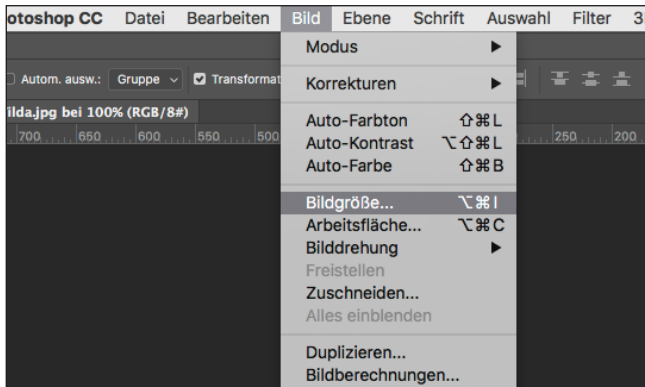 otoshop CC Datei Bearbeiten Bild Ebene Schrift Auswahl Filter 3
Autom. ausw.: Gruppe Transformat
ilda.jpg bei 100% (RGB/8#)
700 650 600 550 500 250 200
Modus
Korrekturen
Auto-Farbton ⇧⌘L
Auto-Kontrast ⌥⇧⌘L
Auto-Farbe ⇧⌘B
Bildgröße... ⌥⌘I
Arbeitsfläche... ⌥⌘C
Bilddrehung
Freistellen
Zuschneiden...
Alles einblenden
Duplizieren...
Bildberechnungen...